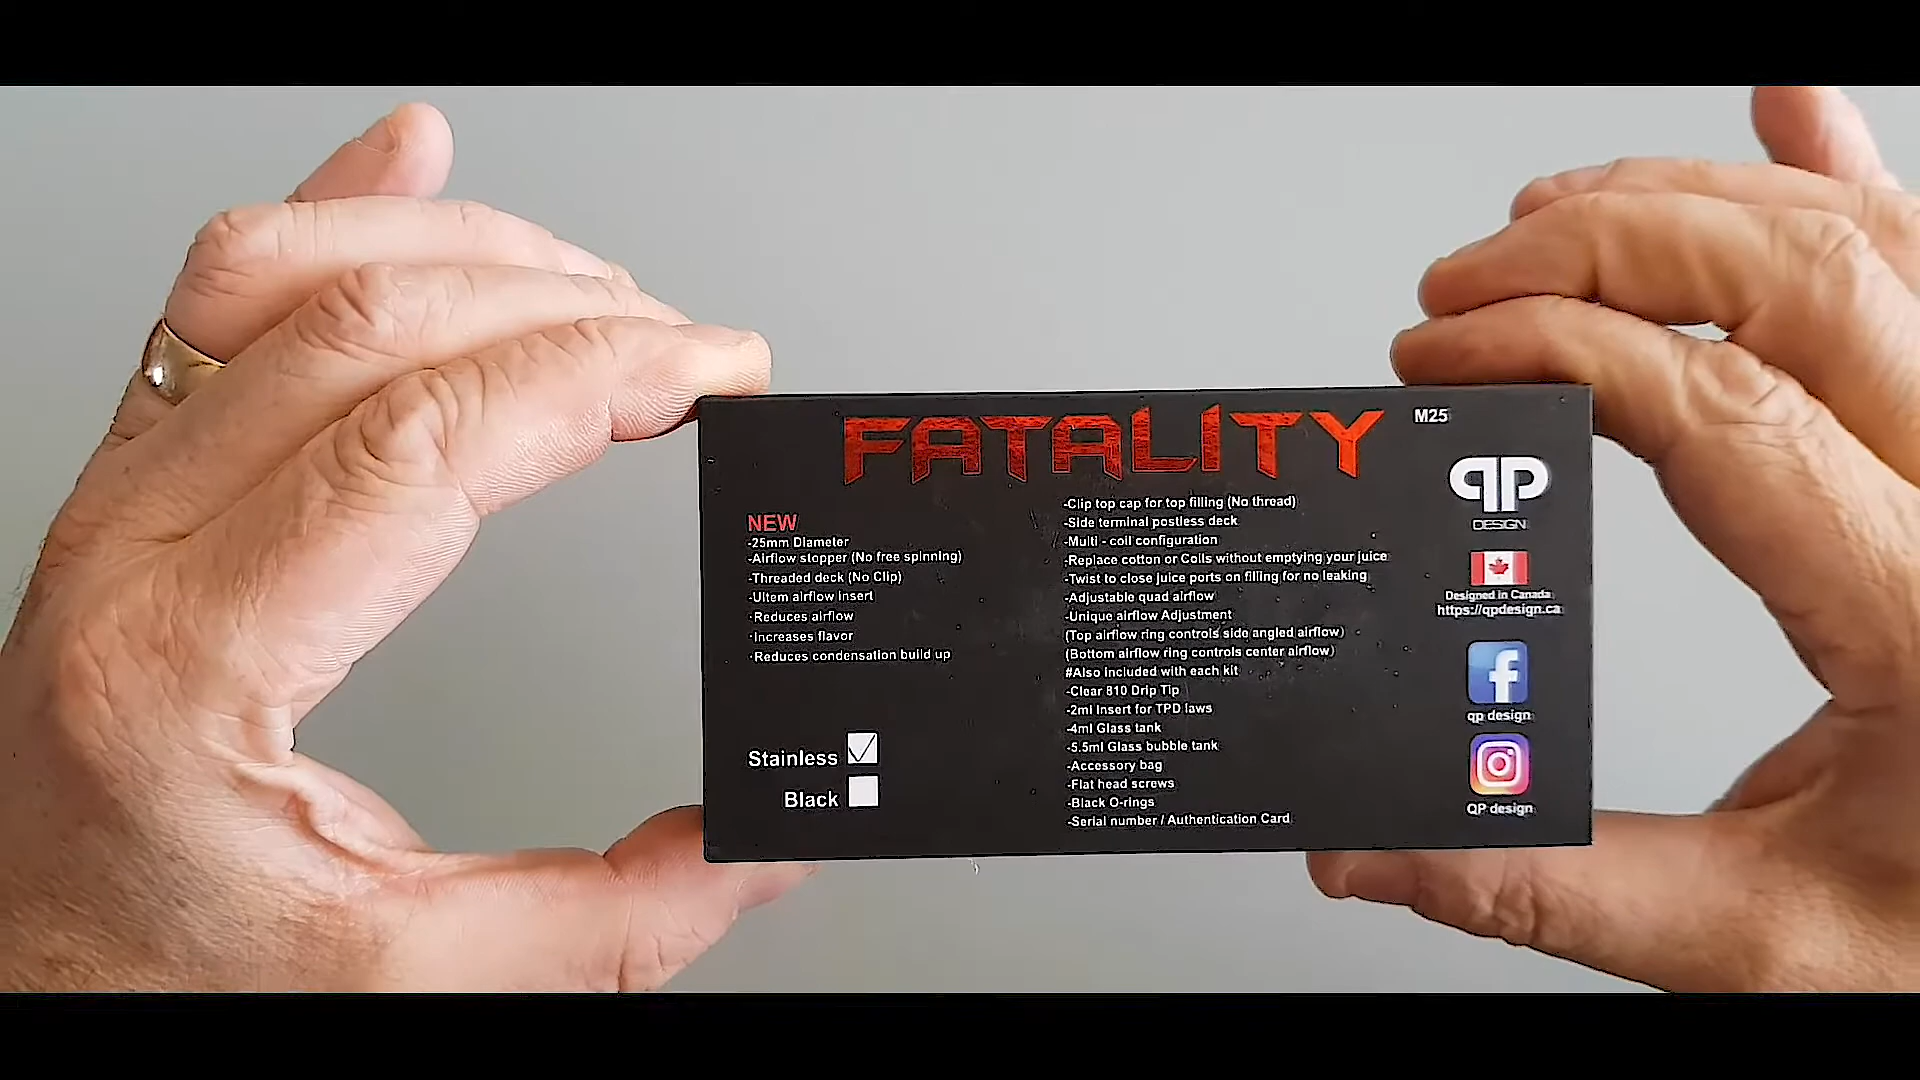 FATALITY
M25
NEW
-25mm Diameter
-Airflow stopper (No free spinning)
-Threaded deck (No Clip)
-Ultem airflow insert
·Reduces airflow
·Increases flavor
·Reduces condensation build up
Stainless
Black
-Clip top cap for top filling (No thread)
-Side terminal postless deck
-Multi - coil configuration
-Replace cotton or Coils without emptying your juice
-Twist to close juice ports on filling for no leaking
-Adjustable quad airflow
-Unique airflow Adjustment
(Top airflow ring controls side angled airflow)
(Bottom airflow ring controls center airflow)
#Also included with each kit
-Clear 810 Drip Tip
-2ml Insert for TPD laws
-4ml Glass tank
-5.5ml Glass bubble tank
-Accessory bag
-Flat head screws
-Black O-rings
-Serial number / Authentication Card
QP
DESIGN
Designed in Canada
https://qpdesign.ca
f
qp design
QP design